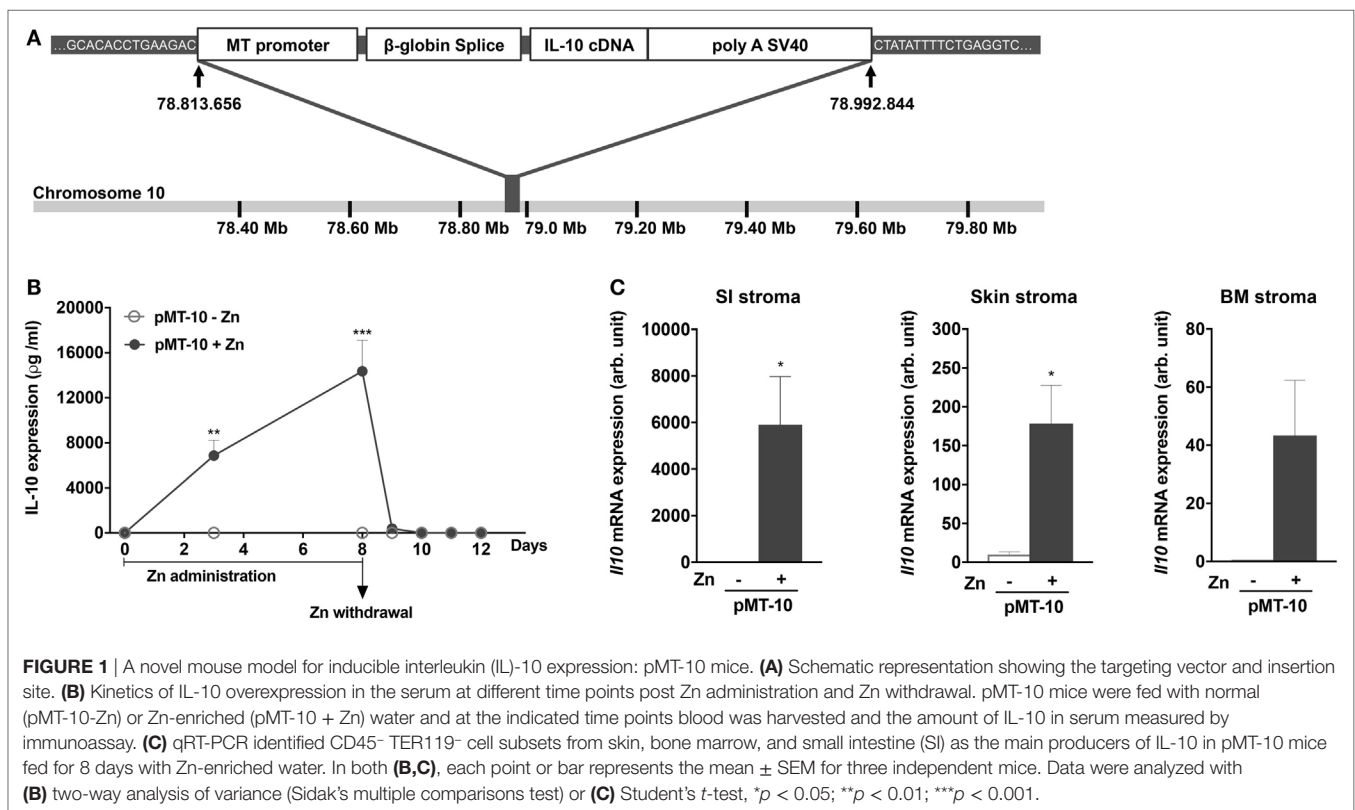 A
...GCACACCTGAAGAC MT promoter β-globin Splice IL-10 cDNA poly A SV40 CTATATTTTCTGAGGTC...
78.813.656 78.992.844
Chromosome 10
78.40 Mb 78.60 Mb 78.80 Mb 79.0 Mb 79.20 Mb 79.40 Mb 79.60 Mb 79.80 Mb
B
IL-10 expression (ρg /ml)
20000
16000
12000
8000
4000
0
pMT-10 - Zn
pMT-10 + Zn
**
***
0 2 4 6 8 10 12 Days
Zn administration
Zn withdrawal
C
SI stroma
Il10 mRNA expression (arb. unit)
10000
8000
6000
4000
2000
0
*
Zn - +
pMT-10
Skin stroma
Il10 mRNA expression (arb. unit)
300
250
200
150
100
50
0
*
Zn - +
pMT-10
BM stroma
Il10 mRNA expression (arb. unit)
80
60
40
20
0
Zn - +
pMT-10
FIGURE 1 | A novel mouse model for inducible interleukin (IL)-10 expression: pMT-10 mice. (A) Schematic representation showing the targeting vector and insertion
site. (B) Kinetics of IL-10 overexpression in the serum at different time points post Zn administration and Zn withdrawal. pMT-10 mice were fed with normal
(pMT-10-Zn) or Zn-enriched (pMT-10 + Zn) water and at the indicated time points blood was harvested and the amount of IL-10 in serum measured by
immunoassay. (C) qRT-PCR identified CD45⁻ TER119⁻ cell subsets from skin, bone marrow, and small intestine (SI) as the main producers of IL-10 in pMT-10 mice
fed for 8 days with Zn-enriched water. In both (B,C), each point or bar represents the mean ± SEM for three independent mice. Data were analyzed with
(B) two-way analysis of variance (Sidak's multiple comparisons test) or (C) Student's t-test, *p < 0.05; **p < 0.01; ***p < 0.001.